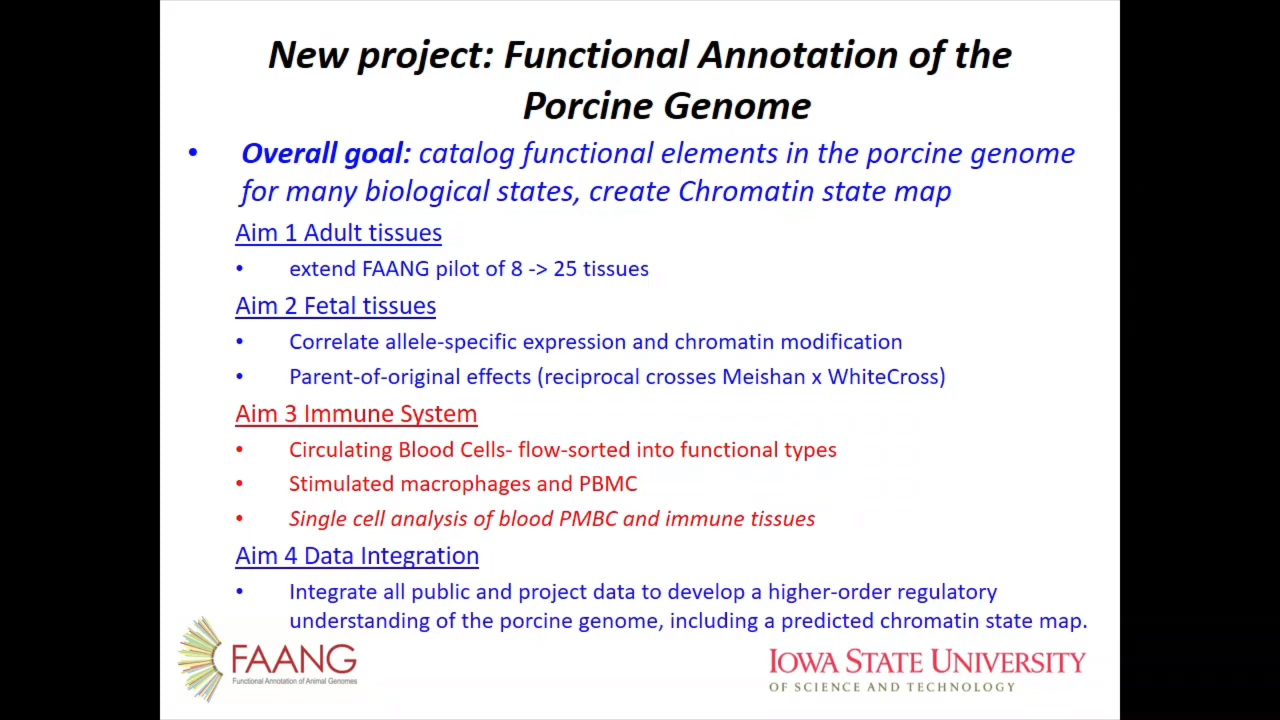 New project: Functional Annotation of the
Porcine Genome
• Overall goal: catalog functional elements in the porcine genome
for many biological states, create Chromatin state map
Aim 1 Adult tissues
• extend FAANG pilot of 8 -> 25 tissues
Aim 2 Fetal tissues
• Correlate allele-specific expression and chromatin modification
• Parent-of-original effects (reciprocal crosses Meishan x WhiteCross)
Aim 3 Immune System
• Circulating Blood Cells- flow-sorted into functional types
• Stimulated macrophages and PBMC
• Single cell analysis of blood PMBC and immune tissues
Aim 4 Data Integration
• Integrate all public and project data to develop a higher-order regulatory
understanding of the porcine genome, including a predicted chromatin state map.
FAANG
Functional Annotation of Animal Genomes
IOWA STATE UNIVERSITY
OF SCIENCE AND TECHNOLOGY